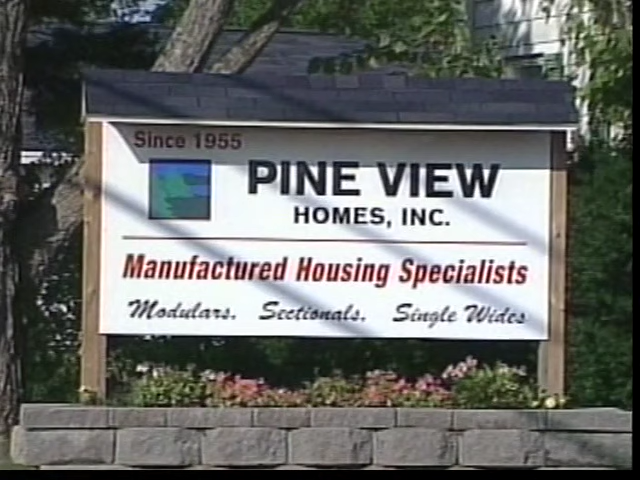 Since 1955
PINE VIEW
HOMES, INC.
Manufactured Housing Specialists
Modulars. Sectionals. Single Wides